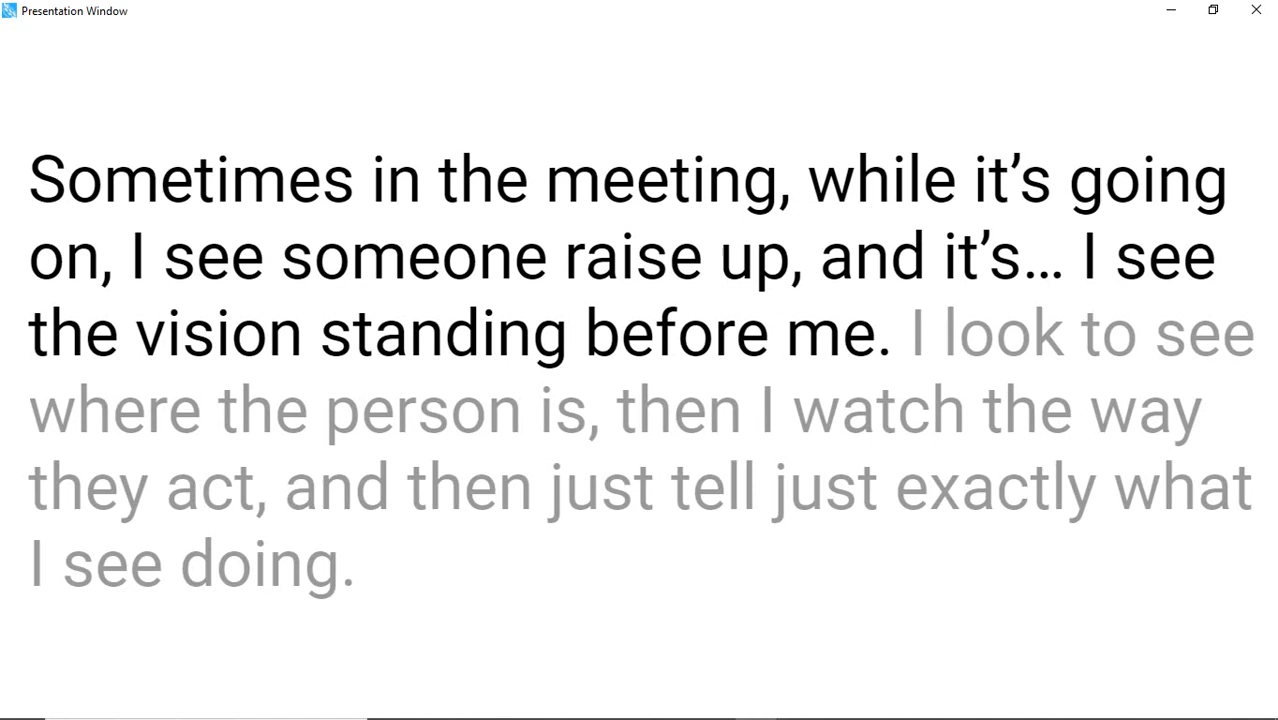 Presentation Window
Sometimes in the meeting, while it’s going
on, I see someone raise up, and it’s… I see
the vision standing before me. I look to see
where the person is, then I watch the way
they act, and then just tell just exactly what
I see doing.